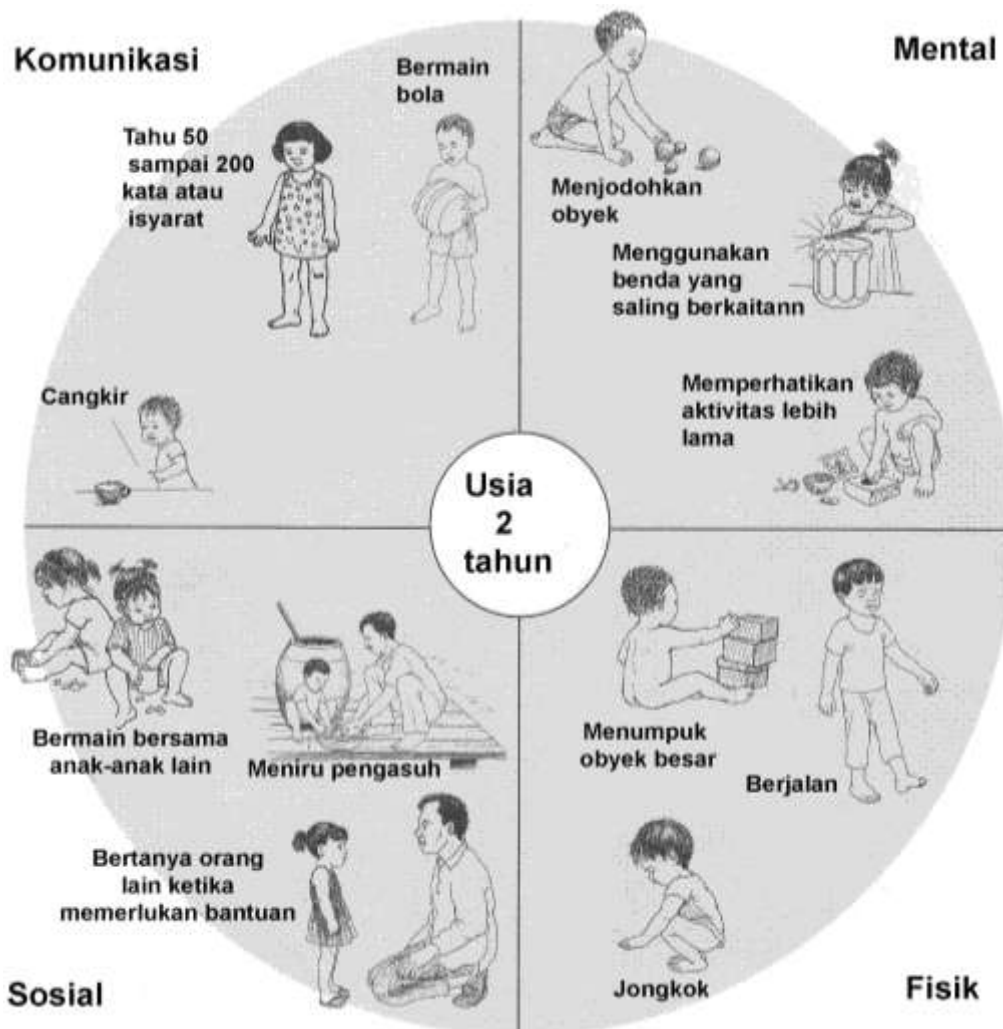 Komunikasi
Mental
Bermain
bola
Tahu 50
sampai 200
kata atau
isyarat
Cangkir
Menjodohkan
obyek
Menggunakan
benda yang
saling berkaitann
Memperhatikan
aktivitas lebih
lama
Usia
2
tahun
Bermain bersama
anak-anak lain
Meniru pengasuh
Bertanya orang
lain ketika
memerlukan bantuan
Sosial
Menumpuk
obyek besar
Berjalan
Jongkok
Fisik